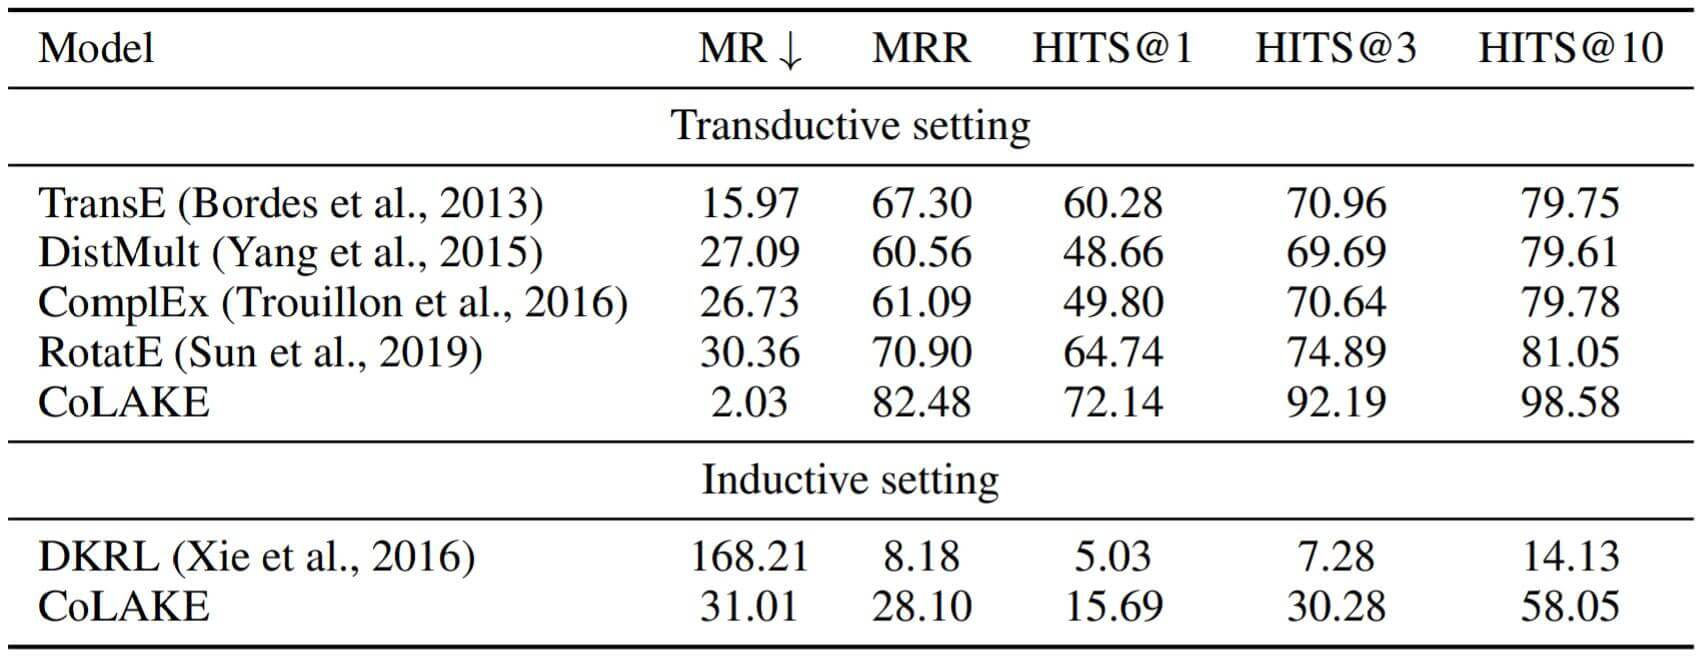 Model MR ↓ MRR HITS@1 HITS@3 HITS@10
Transductive setting
TransE (Bordes et al., 2013) 15.97 67.30 60.28 70.96 79.75
DistMult (Yang et al., 2015) 27.09 60.56 48.66 69.69 79.61
ComplEx (Trouillon et al., 2016) 26.73 61.09 49.80 70.64 79.78
RotatE (Sun et al., 2019) 30.36 70.90 64.74 74.89 81.05
CoLAKE 2.03 82.48 72.14 92.19 98.58
Inductive setting
DKRL (Xie et al., 2016) 168.21 8.18 5.03 7.28 14.13
CoLAKE 31.01 28.10 15.69 30.28 58.05